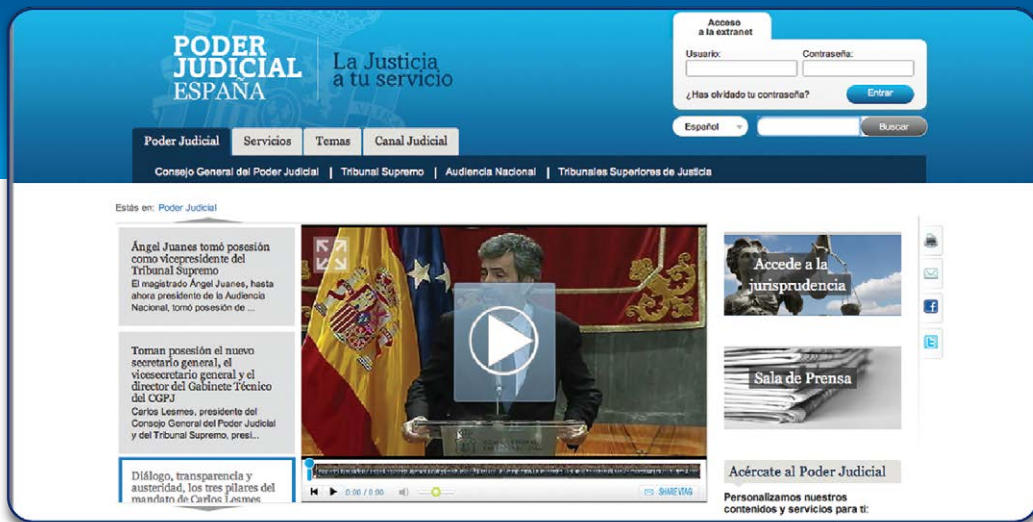 PODER
JUDICIAL
ESPAÑA
La Justicia
a tu servicio
Acceso
a la extranet
Usuario:
Contraseña:
¿Has olvidado tu contraseña?
Entrar
Español
Buscar
Poder Judicial
Servicios
Temas
Canal Judicial
Consejo General del Poder Judicial | Tribunal Supremo | Audiencia Nacional | Tribunales Superiores de Justicia
Estás en: Poder Judicial
Ángel Juanes tomó posesión
como vicepresidente del
Tribunal Supremo
El magistrado Ángel Juanes, hasta
ahora presidente de la Audiencia
Nacional, tomó posesión de ...
Toman posesión el nuevo
secretario general, el
vicesecretario general y el
director del Gabinete Técnico
del CGPJ
Carlos Lesmes, presidente del
Consejo General del Poder Judicial
y del Tribunal Supremo, presi...
Diálogo, transparencia y
austeridad, los tres pilares del
mandato de Carlos Lesmes
0:00 / 0:00
SHARE
Accede a la
jurisprudencia
Sala de Prensa
Acércate al Poder Judicial
Personalizamos nuestros
contenidos y servicios para ti: